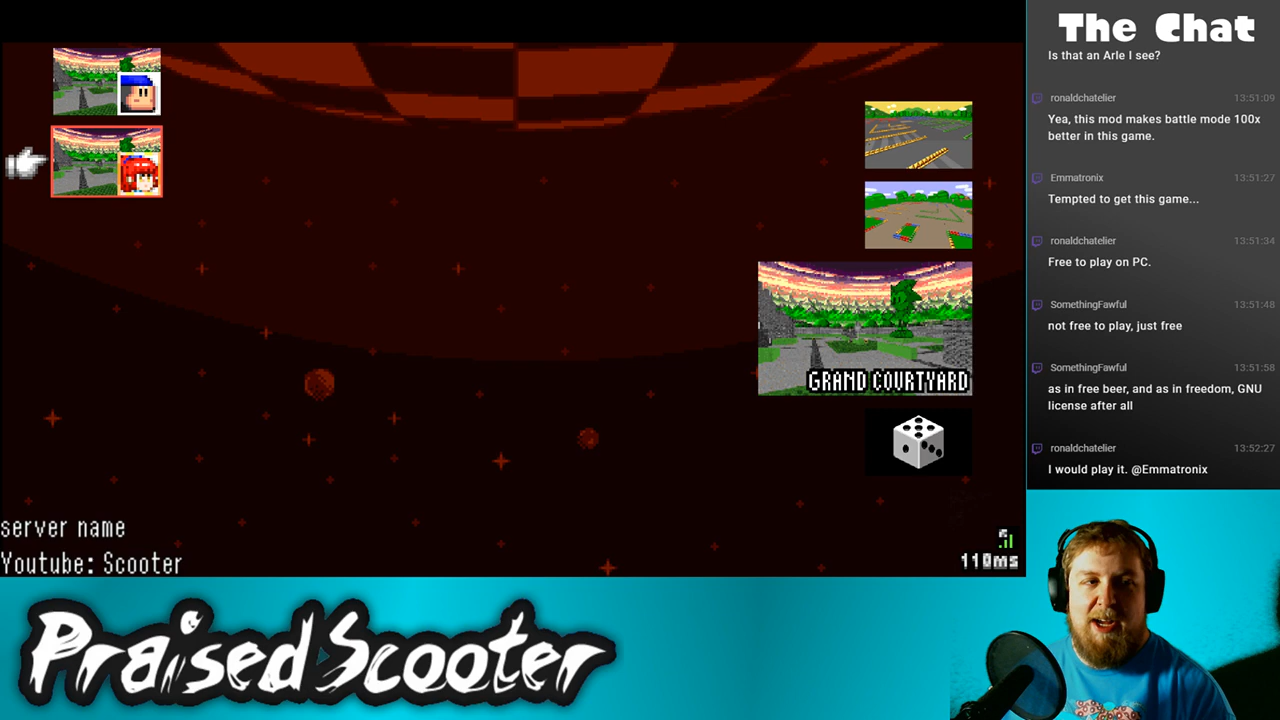 The Chat
Is that an Arle I see?
ronaldchatelier 13:51:09
Yea, this mod makes battle mode 100x
better in this game.
Emmatronix 13:51:27
Tempted to get this game...
ronaldchatelier 13:51:34
Free to play on PC.
SomethingFawful 13:51:48
not free to play, just free
SomethingFawful 13:51:58
as in free beer, and as in freedom, GNU
license after all
ronaldchatelier 13:52:27
I would play it. @Emmatronix
GRAND COURTYARD
server name
Youtube: Scooter
110ms
PraisedScooter